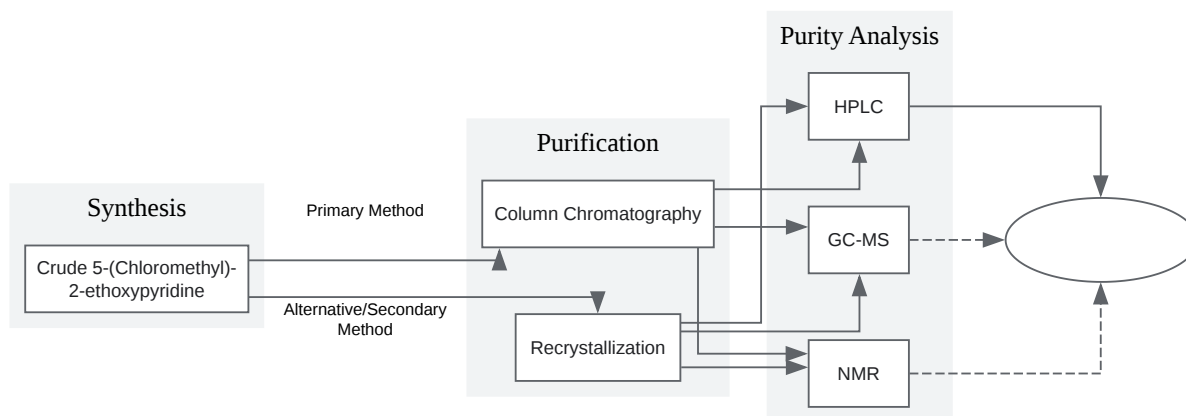 Synthesis
Crude 5-(Chloromethyl)-
2-ethoxypyridine
Primary Method
Alternative/Secondary
Method
Purification
Column Chromatography
Recrystallization
Purity Analysis
HPLC
GC-MS
NMR